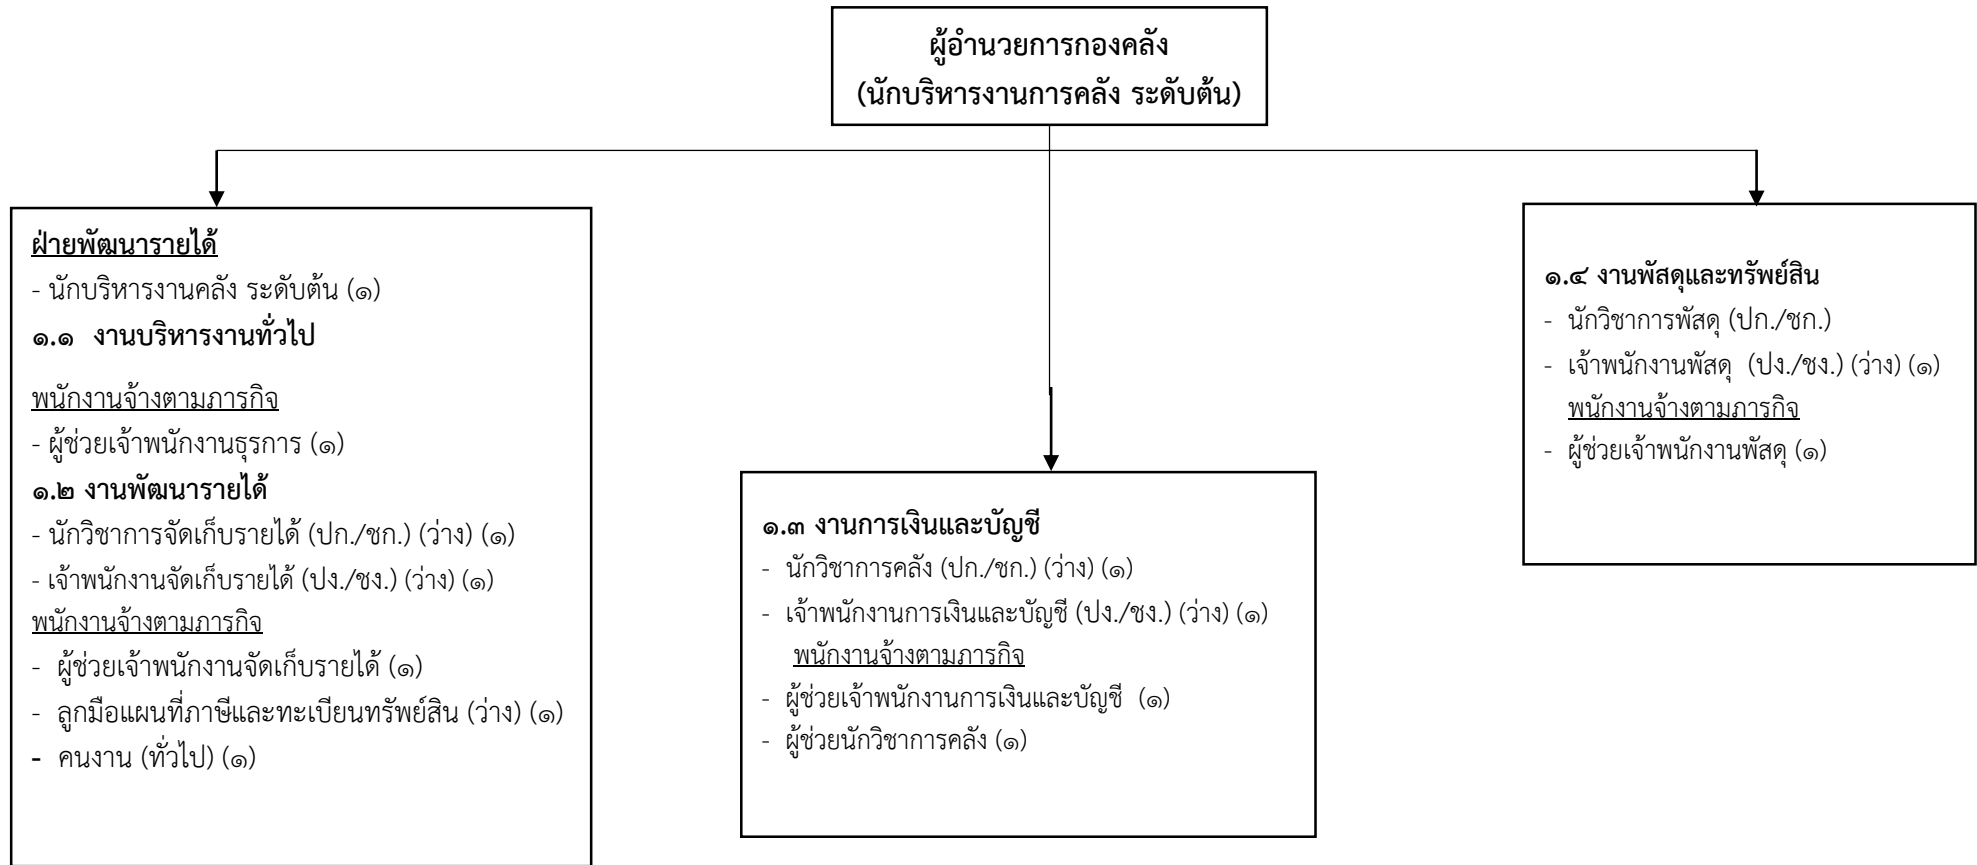 ผู้อำนวยการกองคลัง
(นักบริหารงานการคลัง ระดับต้น)
ฝ่ายพัฒนารายได้
- นักบริหารงานคลัง ระดับต้น (๑)
๑.๑ งานบริหารงานทั่วไป
พนักงานจ้างตามภารกิจ
- ผู้ช่วยเจ้าพนักงานธุรการ (๑)
๑.๒ งานพัฒนารายได้
- นักวิชาการจัดเก็บรายได้ (ปก./ชก.) (ว่าง) (๑)
- เจ้าพนักงานจัดเก็บรายได้ (ปง./ชง.) (ว่าง) (๑)
พนักงานจ้างตามภารกิจ
- ผู้ช่วยเจ้าพนักงานจัดเก็บรายได้ (๑)
- ลูกมือแผนที่ภาษีและทะเบียนทรัพย์สิน (ว่าง) (๑)
- คนงาน (ทั่วไป) (๑)
๑.๓ งานการเงินและบัญชี
- นักวิชาการคลัง (ปก./ชก.) (ว่าง) (๑)
- เจ้าพนักงานการเงินและบัญชี (ปง./ชง.) (ว่าง) (๑)
พนักงานจ้างตามภารกิจ
- ผู้ช่วยเจ้าพนักงานการเงินและบัญชี (๑)
- ผู้ช่วยนักวิชาการคลัง (๑)
๑.๔ งานพัสดุและทรัพย์สิน
- นักวิชาการพัสดุ (ปก./ชก.)
- เจ้าพนักงานพัสดุ (ปง./ชง.) (ว่าง) (๑)
พนักงานจ้างตามภารกิจ
- ผู้ช่วยเจ้าพนักงานพัสดุ (๑)